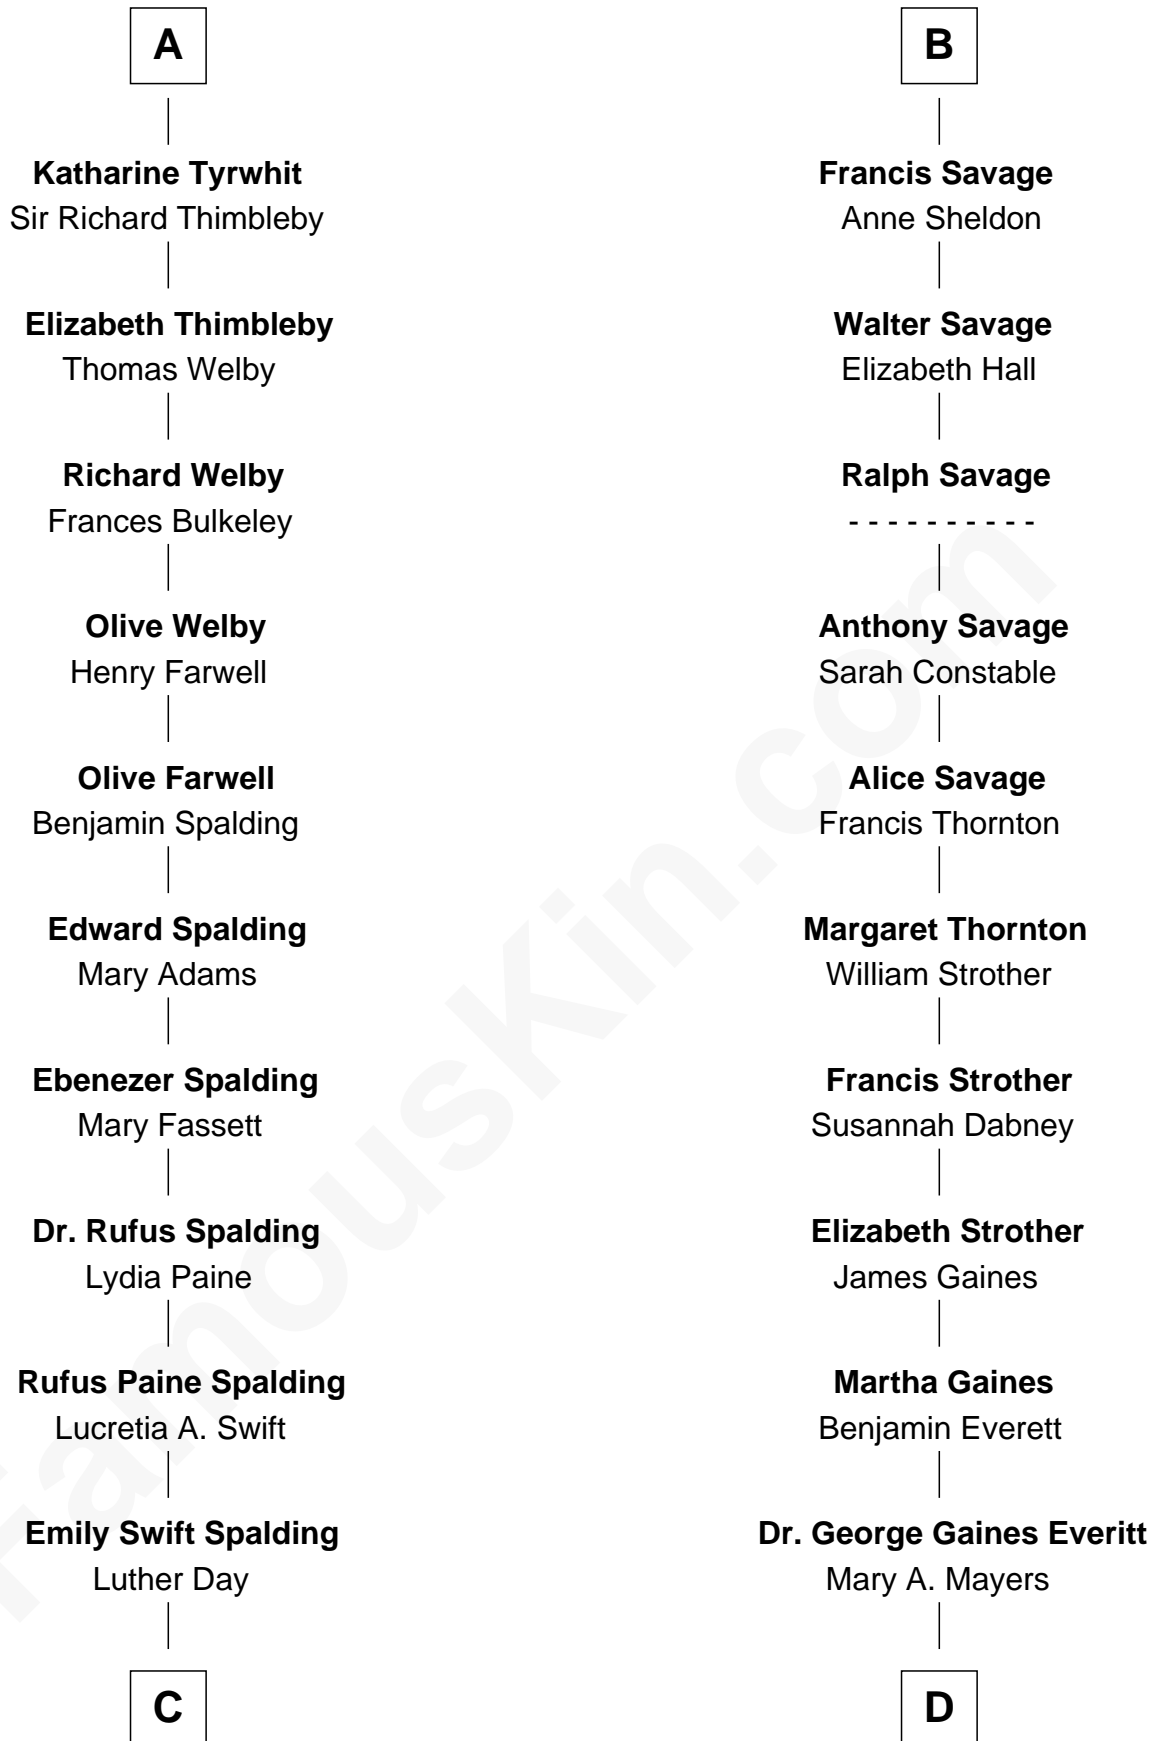 A
Katharine Tyrwhit
Sir Richard Thimbleby
Elizabeth Thimbleby
Thomas Welby
Richard Welby
Frances Bulkeley
Olive Welby
Henry Farwell
Olive Farwell
Benjamin Spalding
Edward Spalding
Mary Adams
Ebenezer Spalding
Mary Fassett
Dr. Rufus Spalding
Lydia Paine
Rufus Paine Spalding
Lucretia A. Swift
Emily Swift Spalding
Luther Day
C
B
Francis Savage
Anne Sheldon
Walter Savage
Elizabeth Hall
Ralph Savage
- - - - - - - - - -
Anthony Savage
Sarah Constable
Alice Savage
Francis Thornton
Margaret Thornton
William Strother
Francis Strother
Susannah Dabney
Elizabeth Strother
James Gaines
Martha Gaines
Benjamin Everett
Dr. George Gaines Everitt
Mary A. Mayers
D
FamousKin.com